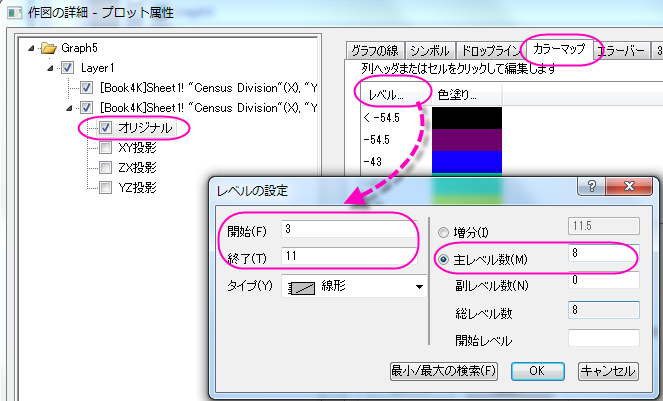 作図の詳細 - プロット属性
Graph5
Layer1
[Book4K]Sheet1! "Census Division"(X), "Y
[Book4K]Sheet1! "Census Division"(X), "Y
オリジナル
XY投影
ZX投影
YZ投影
グラフの線 シンボル ドロップライン カラーマップ エラーバー 3
列ヘッダまたはセルをクリックして編集します
レベル... 色塗り...
< -54.5
-54.5
-43
レベルの設定
開始(F) 3
終了(T) 11
タイプ(Y) 線形
増分(I) 11.5
主レベル数(M) 8
副レベル数(N) 0
総レベル数 8
開始レベル
最小/最大の検索(F) OK キャンセル